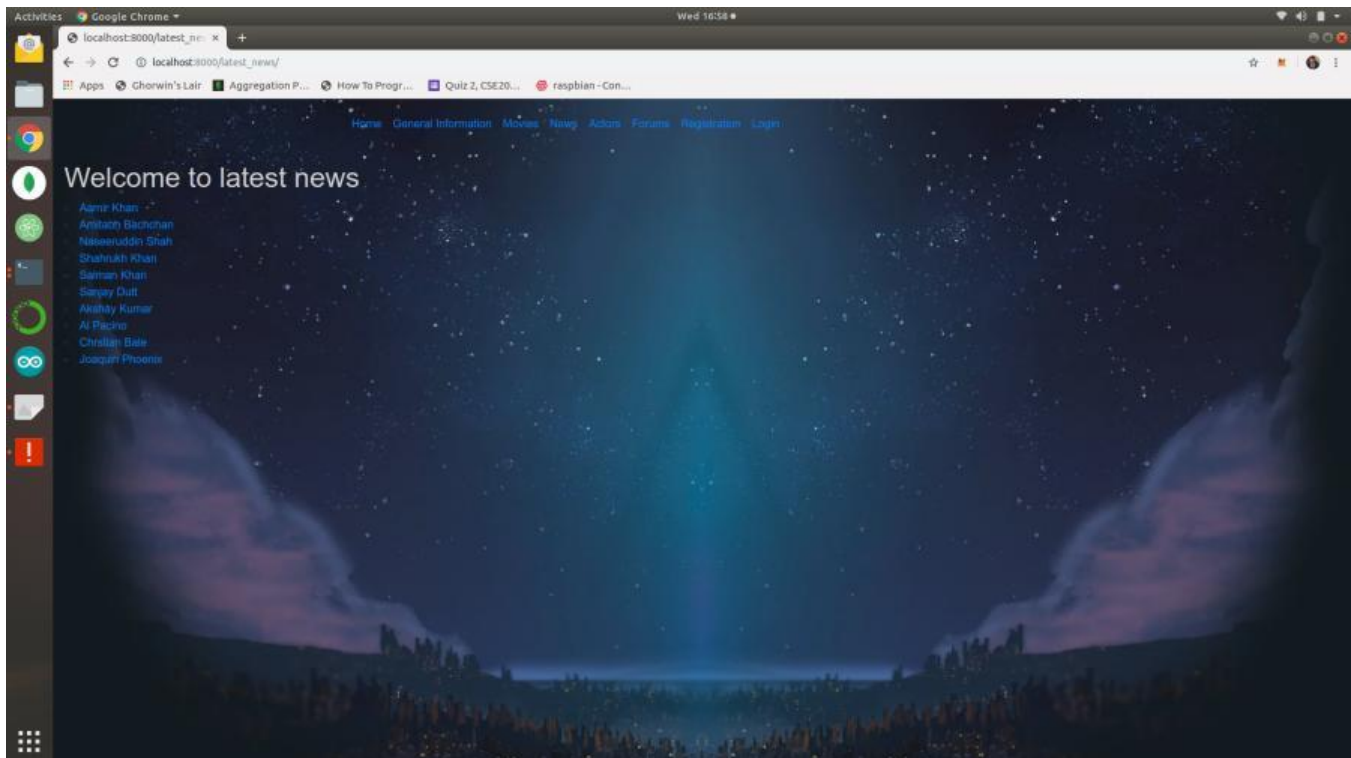 Activities Google Chrome Wed 16:58
localhost:8000/latest_ne
localhost:8000/latest_news/
Apps Ghorwin's Lair Aggregation P... How To Progr... Quiz 2, CSE20... raspbian - Con...
Home General Information Movies News Actors Forums Registration Login
Welcome to latest news
Aamir Khan
Amitabh Bachchan
Naseeruddin Shah
Shahrukh Khan
Salman Khan
Sanjay Dutt
Akshay Kumar
Al Pacino
Christian Bale
Joaquin Phoenix